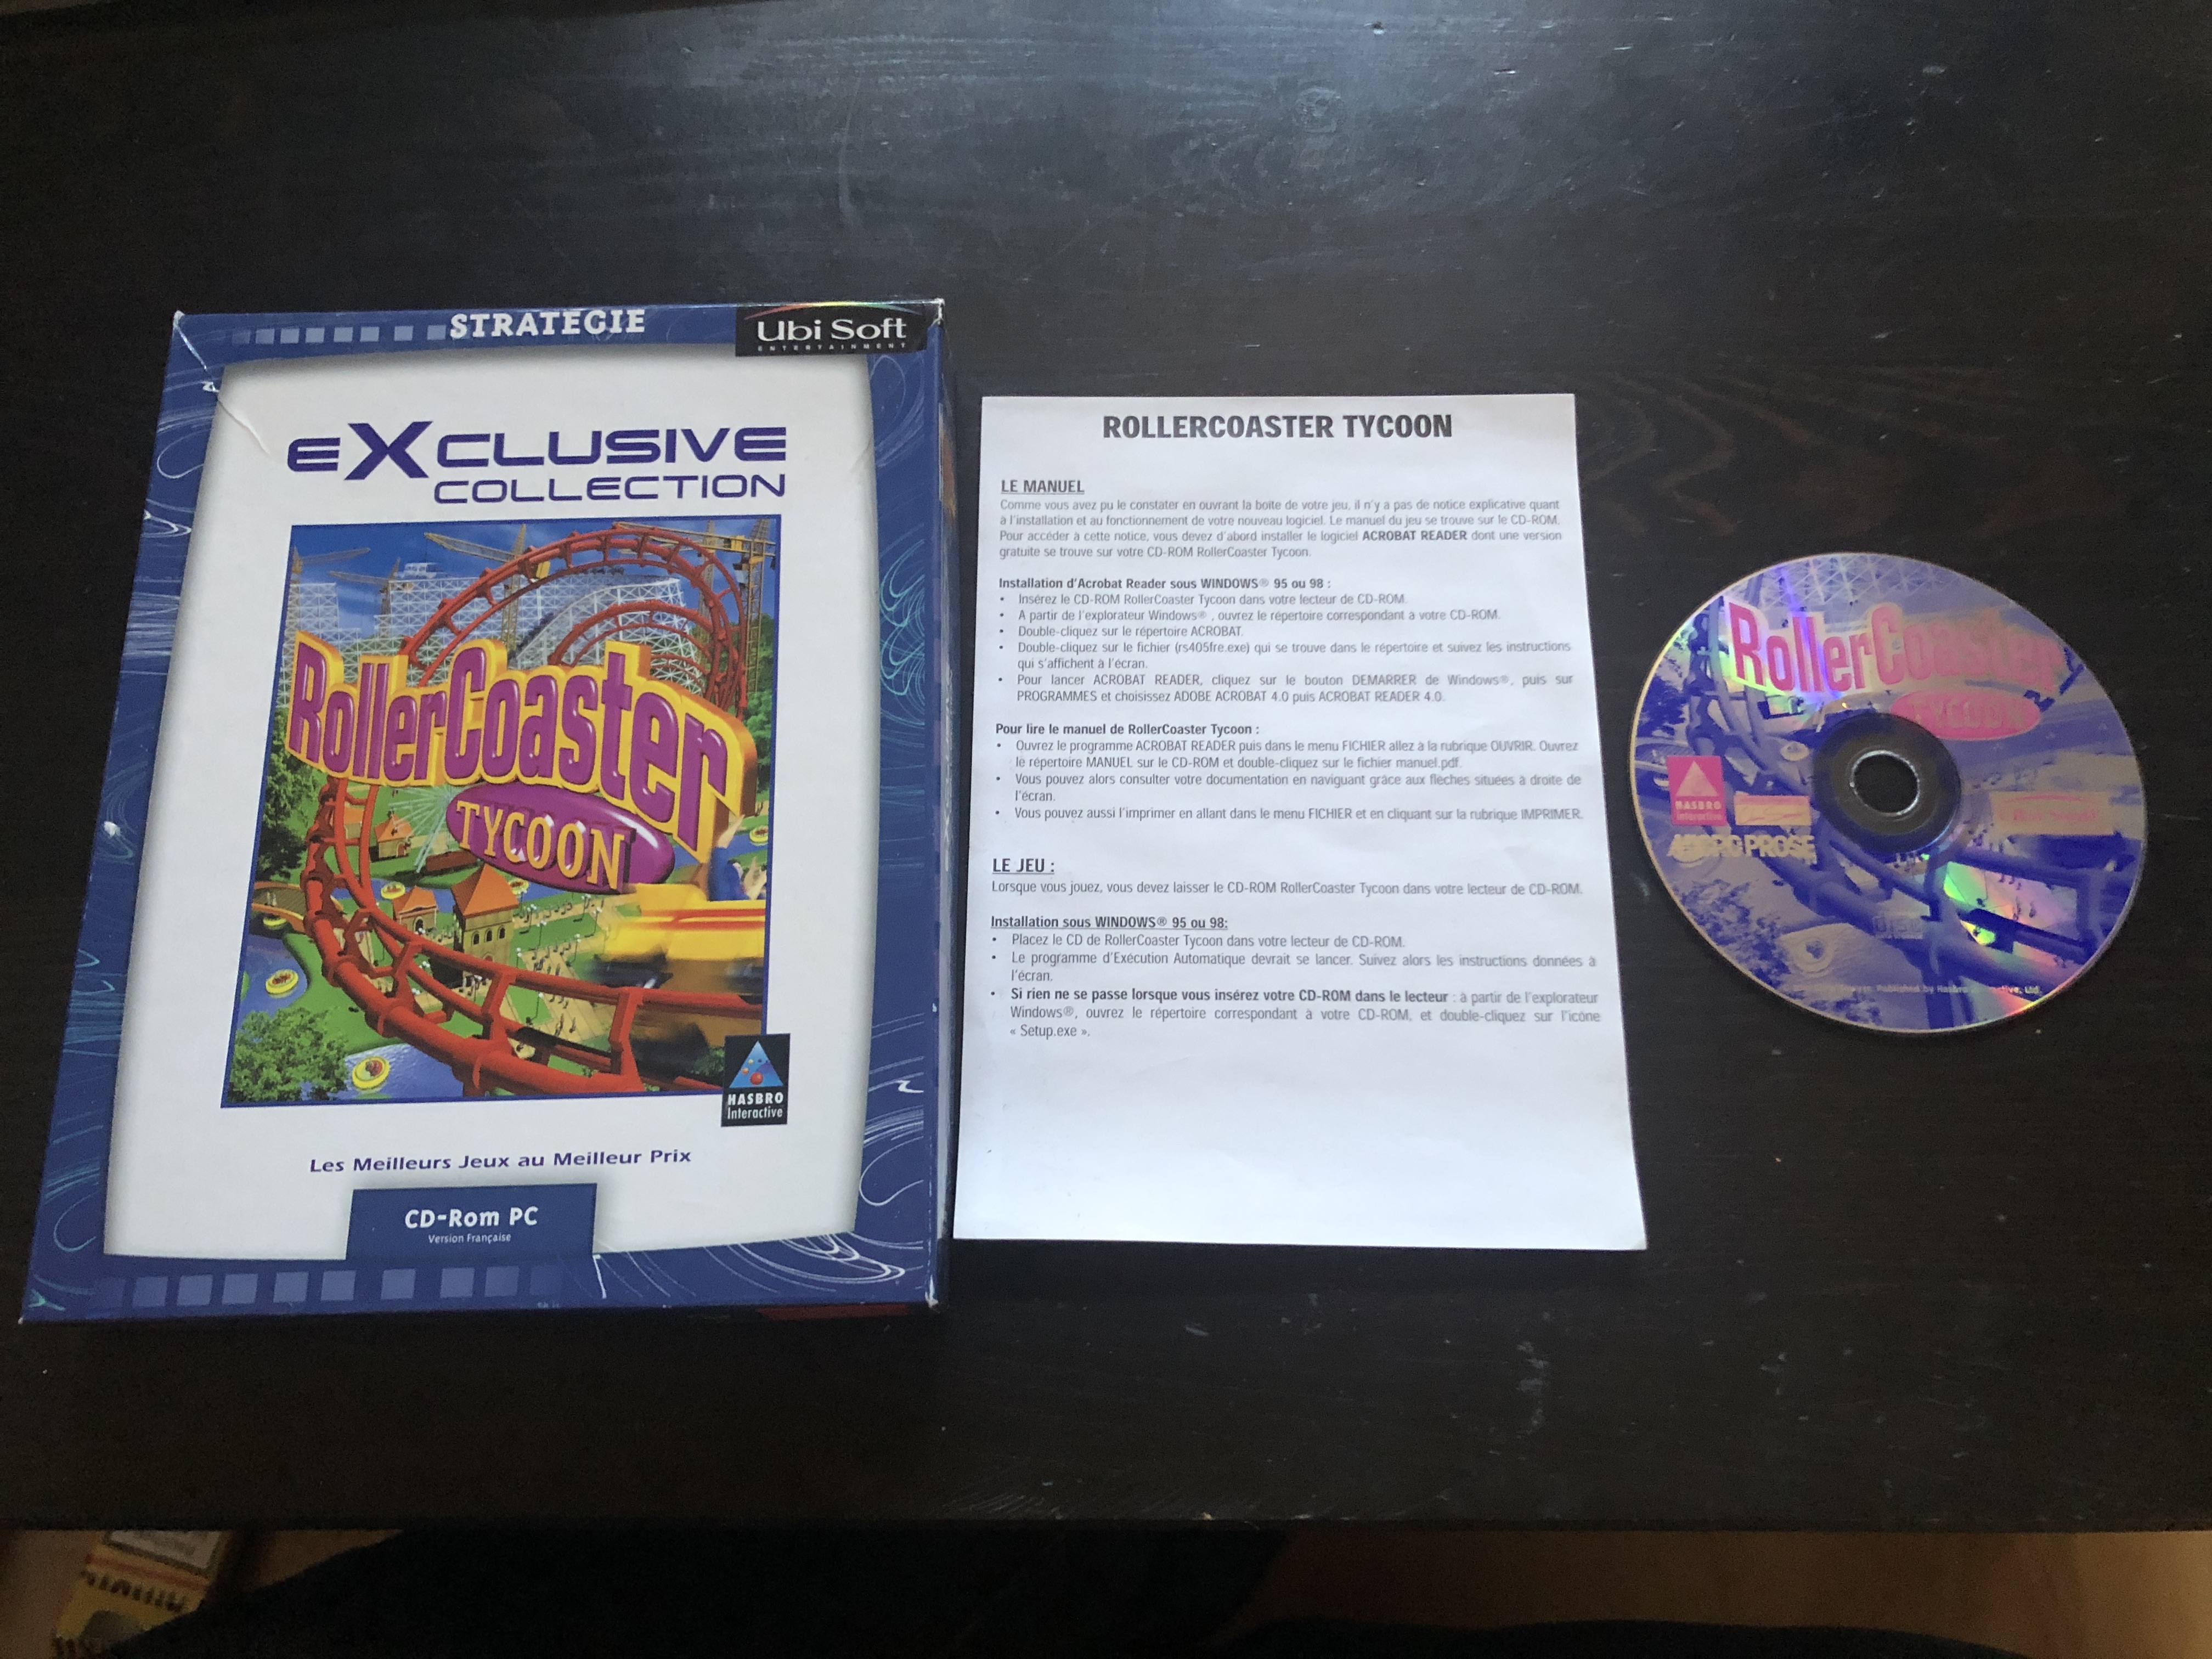 STRATEGIE
Ubi Soft
ENTERTAINMENT
eXCLUSIVE
COLLECTION
RollerCoaster
TYCOON
HASBRO
Interactive
Les Meilleurs Jeux au Meilleur Prix
CD-Rom PC
Version Française
ROLLERCOASTER TYCOON
LE MANUEL
Comme vous avez pu le constater en ouvrant la boite de votre jeu, il n'y a pas de notice explicative quant
à l'installation et au fonctionnement de votre nouveau logiciel. Le manuel du jeu se trouve sur le CD-ROM.
Pour accéder à cette notice, vous devez d'abord installer le logiciel ACROBAT READER dont une version
gratuite se trouve sur votre CD-ROM RollerCoaster Tycoon.
Installation d'Acrobat Reader sous WINDOWS® 95 ou 98 :
• Insérez le CD-ROM RollerCoaster Tycoon dans votre lecteur de CD-ROM.
• A partir de l'explorateur Windows® , ouvrez le répertoire correspondant à votre CD-ROM.
• Double-cliquez sur le répertoire ACROBAT.
• Double-cliquez sur le fichier (rs405fre.exe) qui se trouve dans le répertoire et suivez les instructions
qui s'affichent à l'écran.
• Pour lancer ACROBAT READER, cliquez sur le bouton DEMARRER de Windows®, puis sur
PROGRAMMES et choisissez ADOBE ACROBAT 4.0 puis ACROBAT READER 4.0.
Pour lire le manuel de RollerCoaster Tycoon :
• Ouvrez le programme ACROBAT READER puis dans le menu FICHIER allez à la rubrique OUVRIR. Ouvrez
le répertoire MANUEL sur le CD-ROM et double-cliquez sur le fichier manuel.pdf.
• Vous pouvez alors consulter votre documentation en naviguant grâce aux flèches situées à droite de
l'écran.
• Vous pouvez aussi l'imprimer en allant dans le menu FICHIER et en cliquant sur la rubrique IMPRIMER.
LE JEU :
Lorsque vous jouez, vous devez laisser le CD-ROM RollerCoaster Tycoon dans votre lecteur de CD-ROM.
Installation sous WINDOWS® 95 ou 98:
• Placez le CD de RollerCoaster Tycoon dans votre lecteur de CD-ROM.
• Le programme d'Exécution Automatique devrait se lancer. Suivez alors les instructions données à
l'écran.
• Si rien ne se passe lorsque vous insérez votre CD-ROM dans le lecteur : à partir de l'explorateur
Windows®, ouvrez le répertoire correspondant à votre CD-ROM, et double-cliquez sur l'icône
« Setup.exe ».
RollerCoaster
TYCOON
HASBRO
Interactive
PROSE
Published by Hasbro Ltd.